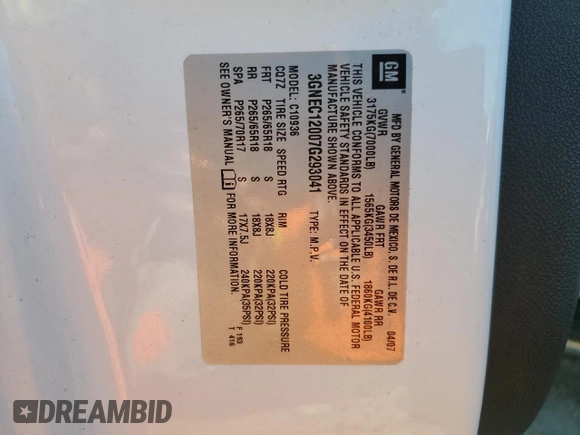 GM
MFD BY GENERAL MOTORS DE MEXICO, S. DE R.L. DE C.V. 04/07
GVWR GAWR FRT GAWR RR
3175KG(7000LB) 1565KG(3450LB) 1860KG(4100LB)
THIS VEHICLE CONFORMS TO ALL APPLICABLE U.S. FEDERAL MOTOR
VEHICLE SAFETY STANDARDS IN EFFECT ON THE DATE OF
MANUFACTURE SHOWN ABOVE.
3GNEC12007G293041 TYPE: M.P.V.
MODEL: C10936
CQ7Z TIRE SIZE SPEED RTG RIM COLD TIRE PRESSURE
FRT P265/65R18 S 18X8J 220KPA(32PSI)
RR P265/65R18 S 18X8J 220KPA(32PSI)
SPA P265/70R17 S 17X7.5J 240KPA(35PSI)
SEE OWNER'S MANUAL FOR MORE INFORMATION.
F 193
T 416
DREAMBID